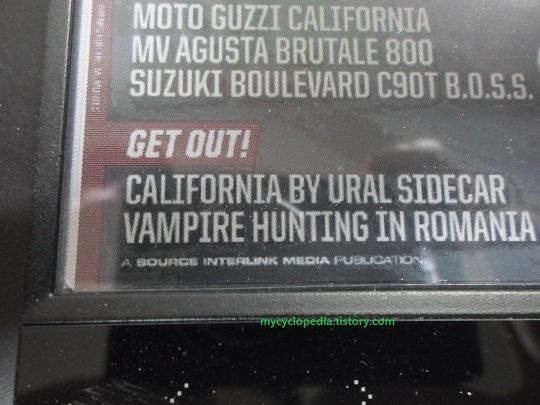 MOTO GUZZI CALIFORNIA
MV AGUSTA BRUTALE 800
SUZUKI BOULEVARD C90T B.O.S.S.
GET OUT!
CALIFORNIA BY URAL SIDECAR
VAMPIRE HUNTING IN ROMANIA
A SOURCE INTERLINK MEDIA PUBLICATION
mycyclopedia.tistory.com